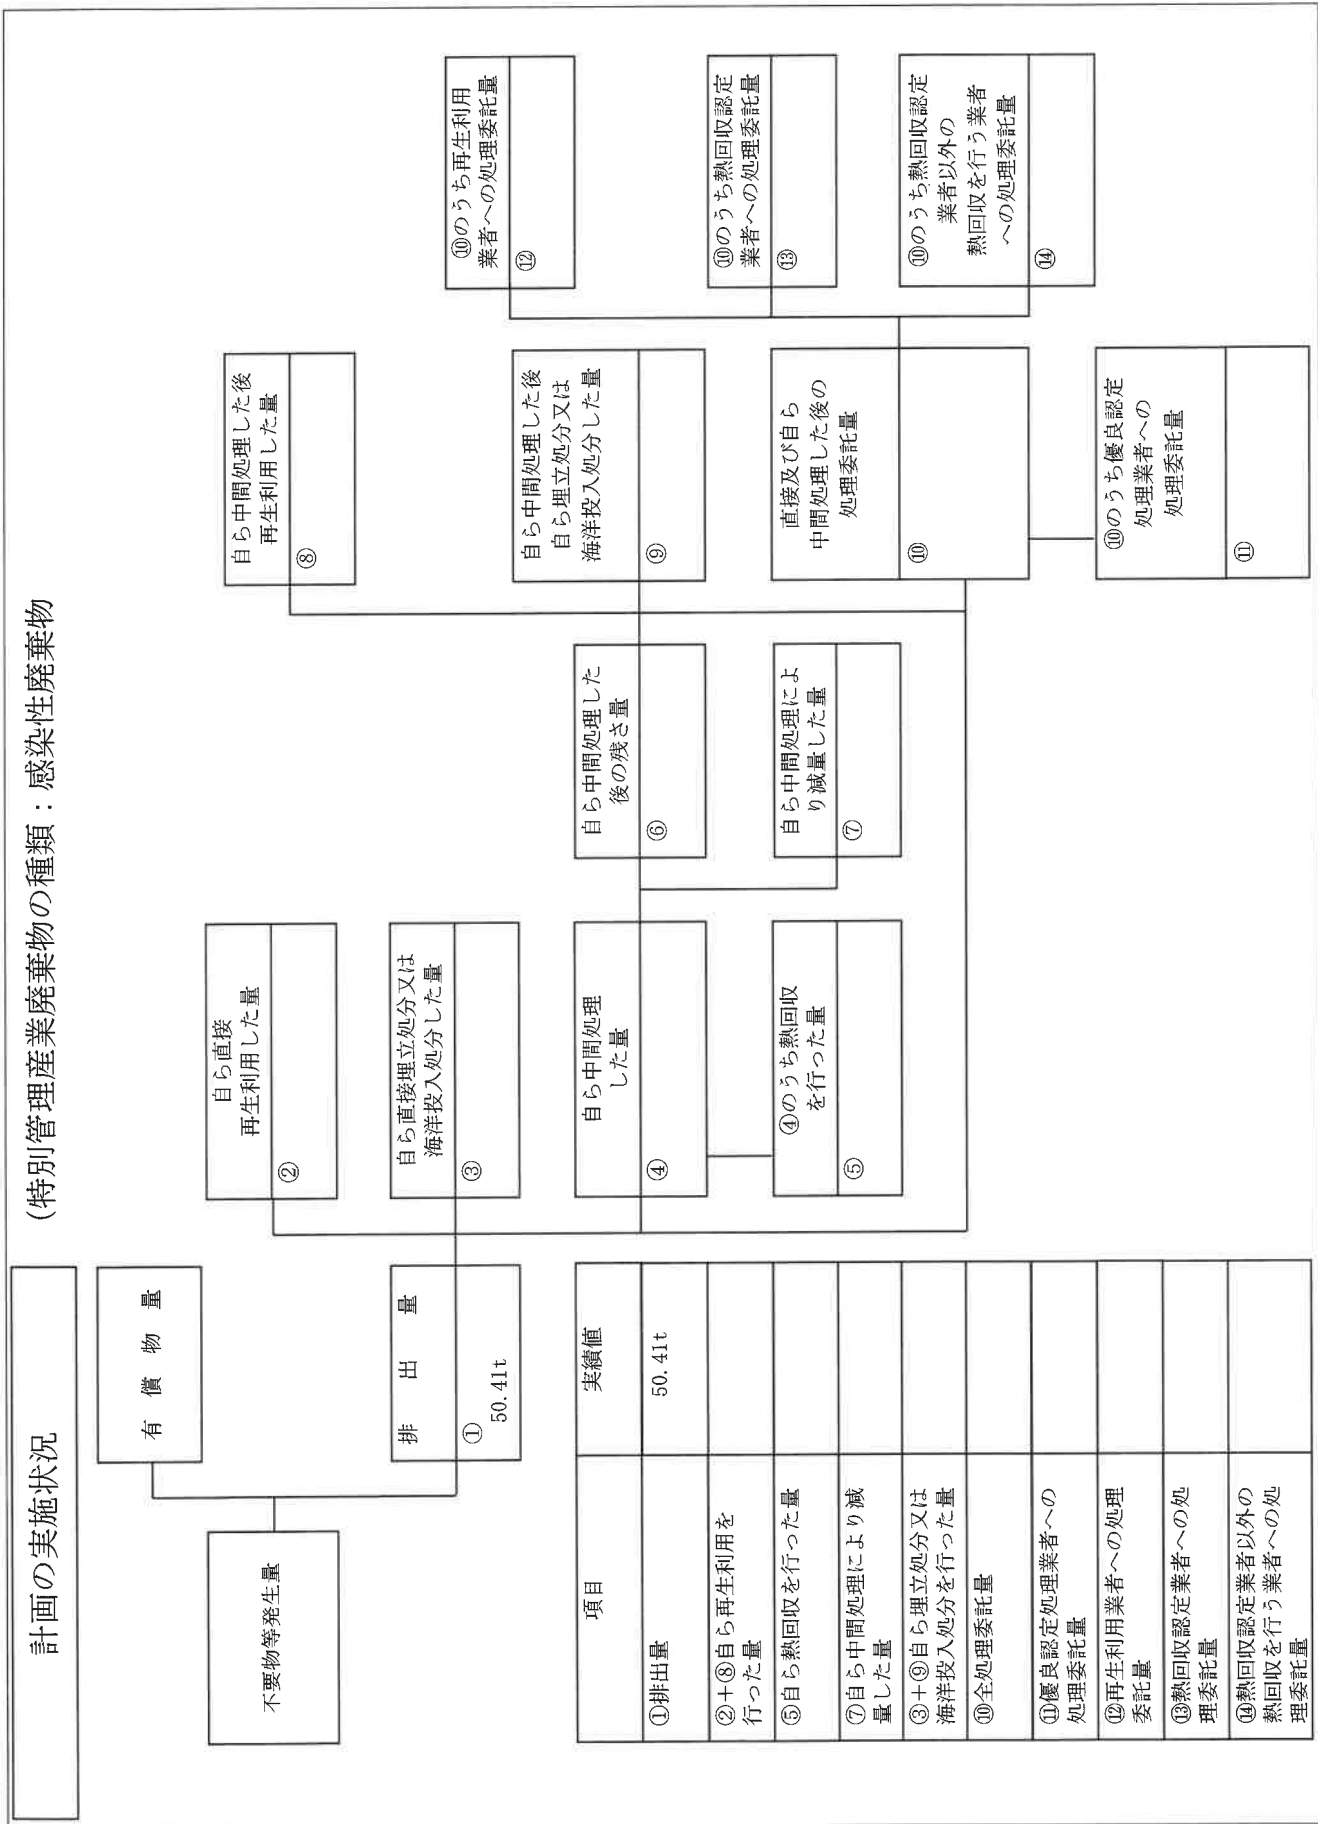 計画の実施状況
(特別管理産業廃棄物の種類：感染性廃棄物
不要物等発生量
有償物量
排出量
①
50.41t
自ら直接
再生利用した量
②
自ら直接埋立処分又は
海洋投入処分した量
③
自ら中間処理
した量
④
④のうち熱回収
を行った量
⑤
自ら中間処理した
後の残さ量
⑥
自ら中間処理によ
り減量した量
⑦
自ら中間処理した後
再生利用した量
⑧
自ら中間処理した後
自ら埋立処分又は
海洋投入処分した量
⑨
直接及び自ら
中間処理した後の
処理委託量
⑩
⑩のうち優良認定
処理業者への
処理委託量
⑪
⑩のうち再生利用
業者への処理委託量
⑫
⑩のうち熱回収認定
業者への処理委託量
⑬
⑩のうち熱回収認定
業者以外の
熱回収を行う業者
への処理委託量
⑭
項目
実績値
①排出量
50.41t
②+⑧自ら再生利用を
行った量
⑤自ら熱回収を行った量
⑦自ら中間処理により減
量した量
③+⑨自ら埋立処分又は
海洋投入処分を行った量
⑩全処理委託量
⑪優良認定処理業者への
処理委託量
⑫再生利用業者への処理
委託量
⑬熱回収認定業者への処
理委託量
⑭熱回収認定業者以外の
熱回収を行う業者への処
理委託量